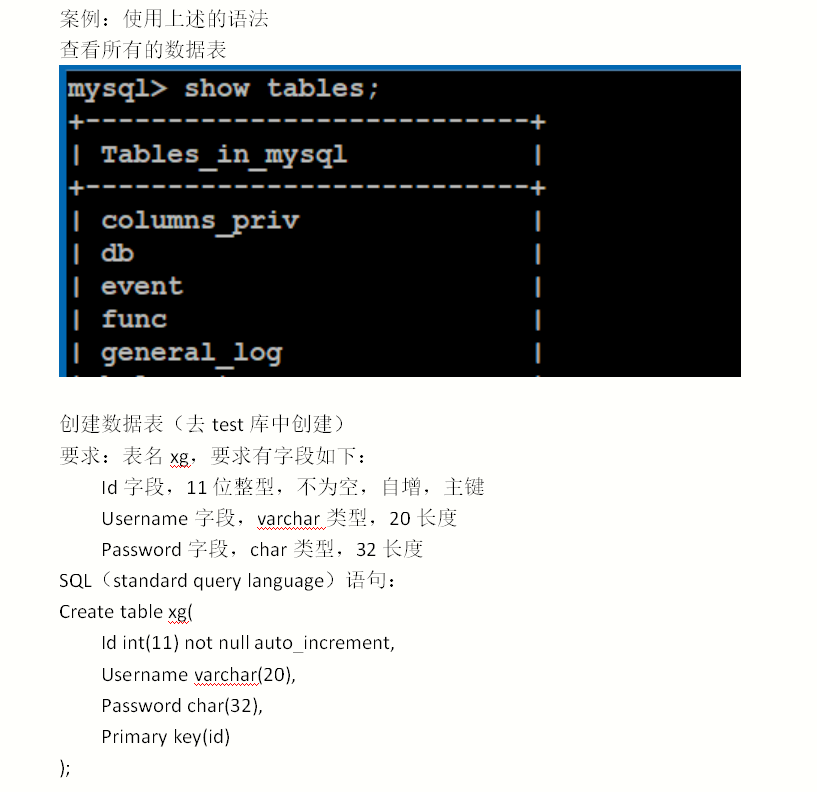 案例：使用上述的语法
查看所有的数据表
mysql> show tables;
+---------------------------+
| Tables_in_mysql |
+---------------------------+
| columns_priv |
| db |
| event |
| func |
| general_log |
创建数据表（去 test 库中创建）
要求：表名 xg，要求有字段如下：
Id 字段，11 位整型，不为空，自增，主键
Username 字段，varchar 类型，20 长度
Password 字段，char 类型，32 长度
SQL（standard query language）语句：
Create table xg(
Id int(11) not null auto_increment,
Username varchar(20),
Password char(32),
Primary key(id)
);